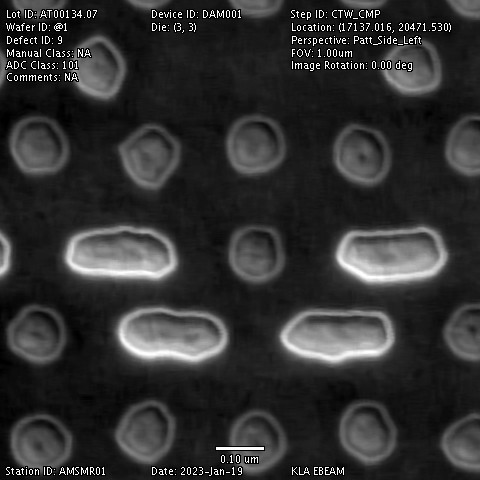 Lot ID: AT00134.07
Device ID: DAM001
Step ID: CTW_CMP
Wafer ID: @1
Die: (3, 3)
Location: (17137.016, 20471.530)
Defect ID: 9
Perspective: Patt_Side_Left
Manual Class: NA
FOV: 1.00um
ADC Class: 101
Image Rotation: 0.00 deg
Comments: NA
0.10 um
Station ID: AMSMR01
Date: 2023-Jan-19
KLA EBEAM